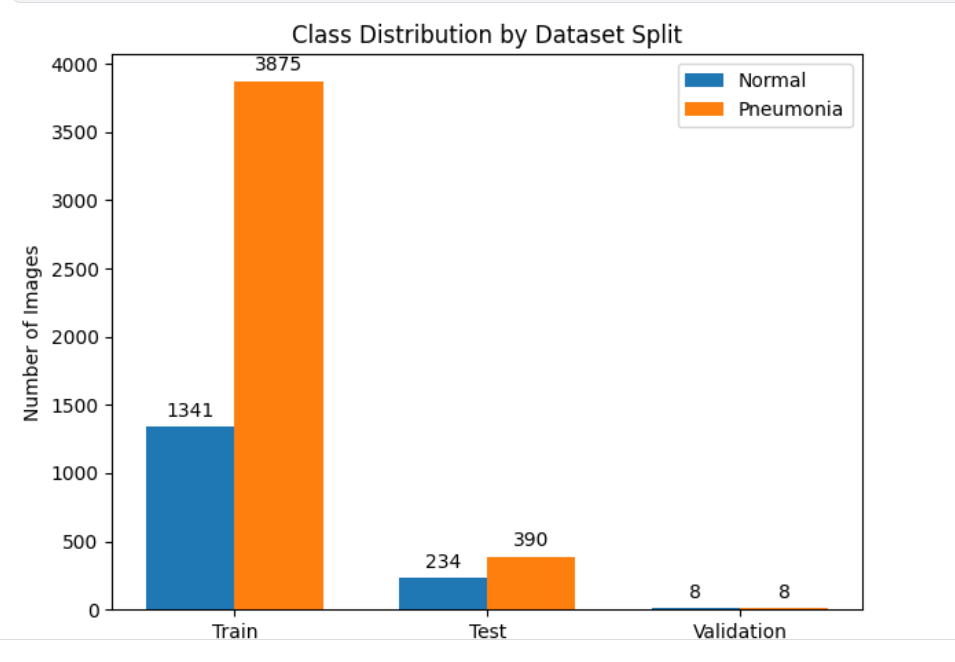 Class Distribution by Dataset Split
4000
3500
3000
2500
2000
1500
1000
500
0
Number of Images
1341
3875
234
390
8
8
Normal
Pneumonia
Train
Test
Validation